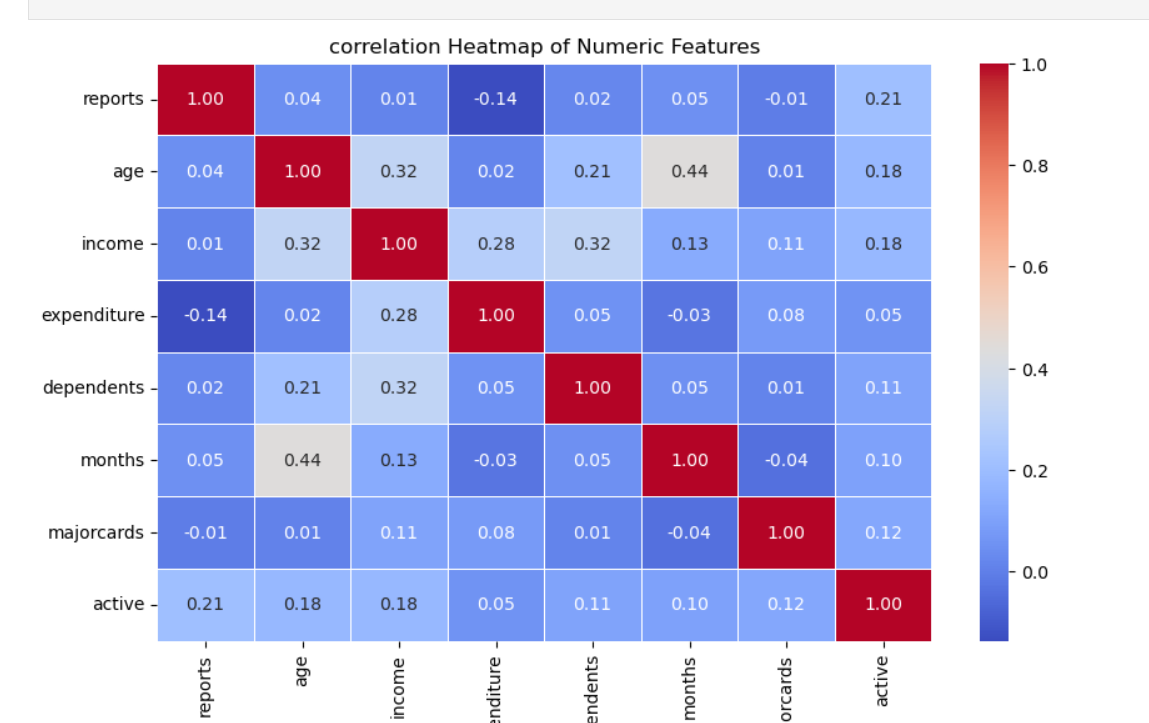 correlation Heatmap of Numeric Features
reports 1.00 0.04 0.01 -0.14 0.02 0.05 -0.01 0.21
age 0.04 1.00 0.32 0.02 0.21 0.44 0.01 0.18
income 0.01 0.32 1.00 0.28 0.32 0.13 0.11 0.18
expenditure -0.14 0.02 0.28 1.00 0.05 -0.03 0.08 0.05
dependents 0.02 0.21 0.32 0.05 1.00 0.05 0.01 0.11
months 0.05 0.44 0.13 -0.03 0.05 1.00 -0.04 0.10
majorcards -0.01 0.01 0.11 0.08 0.01 -0.04 1.00 0.12
active 0.21 0.18 0.18 0.05 0.11 0.10 0.12 1.00
reports
age
income
enditure
endents
months
orcards
active
1.0
0.8
0.6
0.4
0.2
0.0